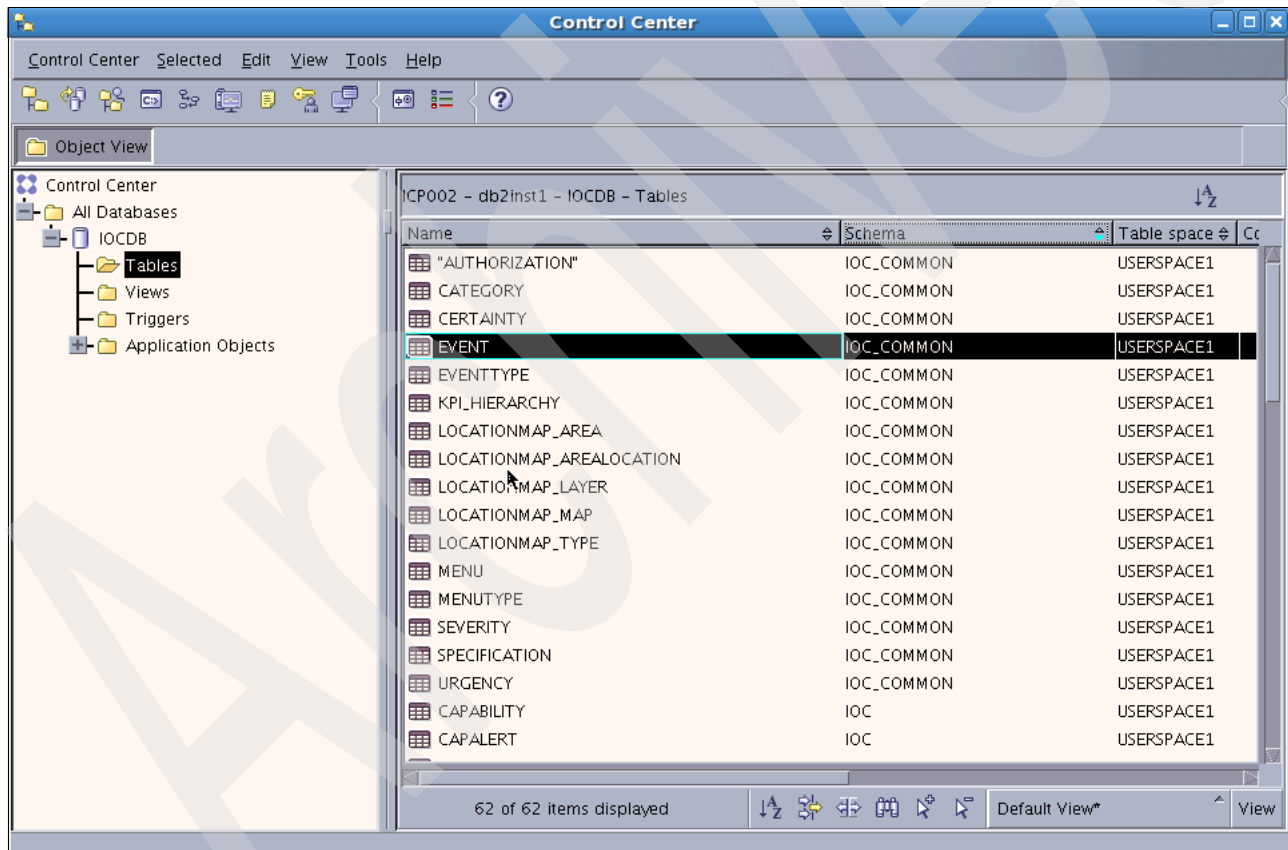 Control Center
Control Center Selected Edit View Tools Help
Object View
Control Center
All Databases
IOCDB
Tables
Views
Triggers
Application Objects
ICP002 - db2inst1 - IOCDB - Tables
Name Schema Table space Cc
"AUTHORIZATION" IOC_COMMON USERSPACE1
CATEGORY IOC_COMMON USERSPACE1
CERTAINTY IOC_COMMON USERSPACE1
EVENT IOC_COMMON USERSPACE1
EVENTTYPE IOC_COMMON USERSPACE1
KPI_HIERARCHY IOC_COMMON USERSPACE1
LOCATIONMAP_AREA IOC_COMMON USERSPACE1
LOCATIONMAP_AREALOCATION IOC_COMMON USERSPACE1
LOCATIONMAP_LAYER IOC_COMMON USERSPACE1
LOCATIONMAP_MAP IOC_COMMON USERSPACE1
LOCATIONMAP_TYPE IOC_COMMON USERSPACE1
MENU IOC_COMMON USERSPACE1
MENUTYPE IOC_COMMON USERSPACE1
SEVERITY IOC_COMMON USERSPACE1
SPECIFICATION IOC_COMMON USERSPACE1
URGENCY IOC_COMMON USERSPACE1
CAPABILITY IOC USERSPACE1
CAPALERT IOC USERSPACE1
62 of 62 items displayed Default View* View